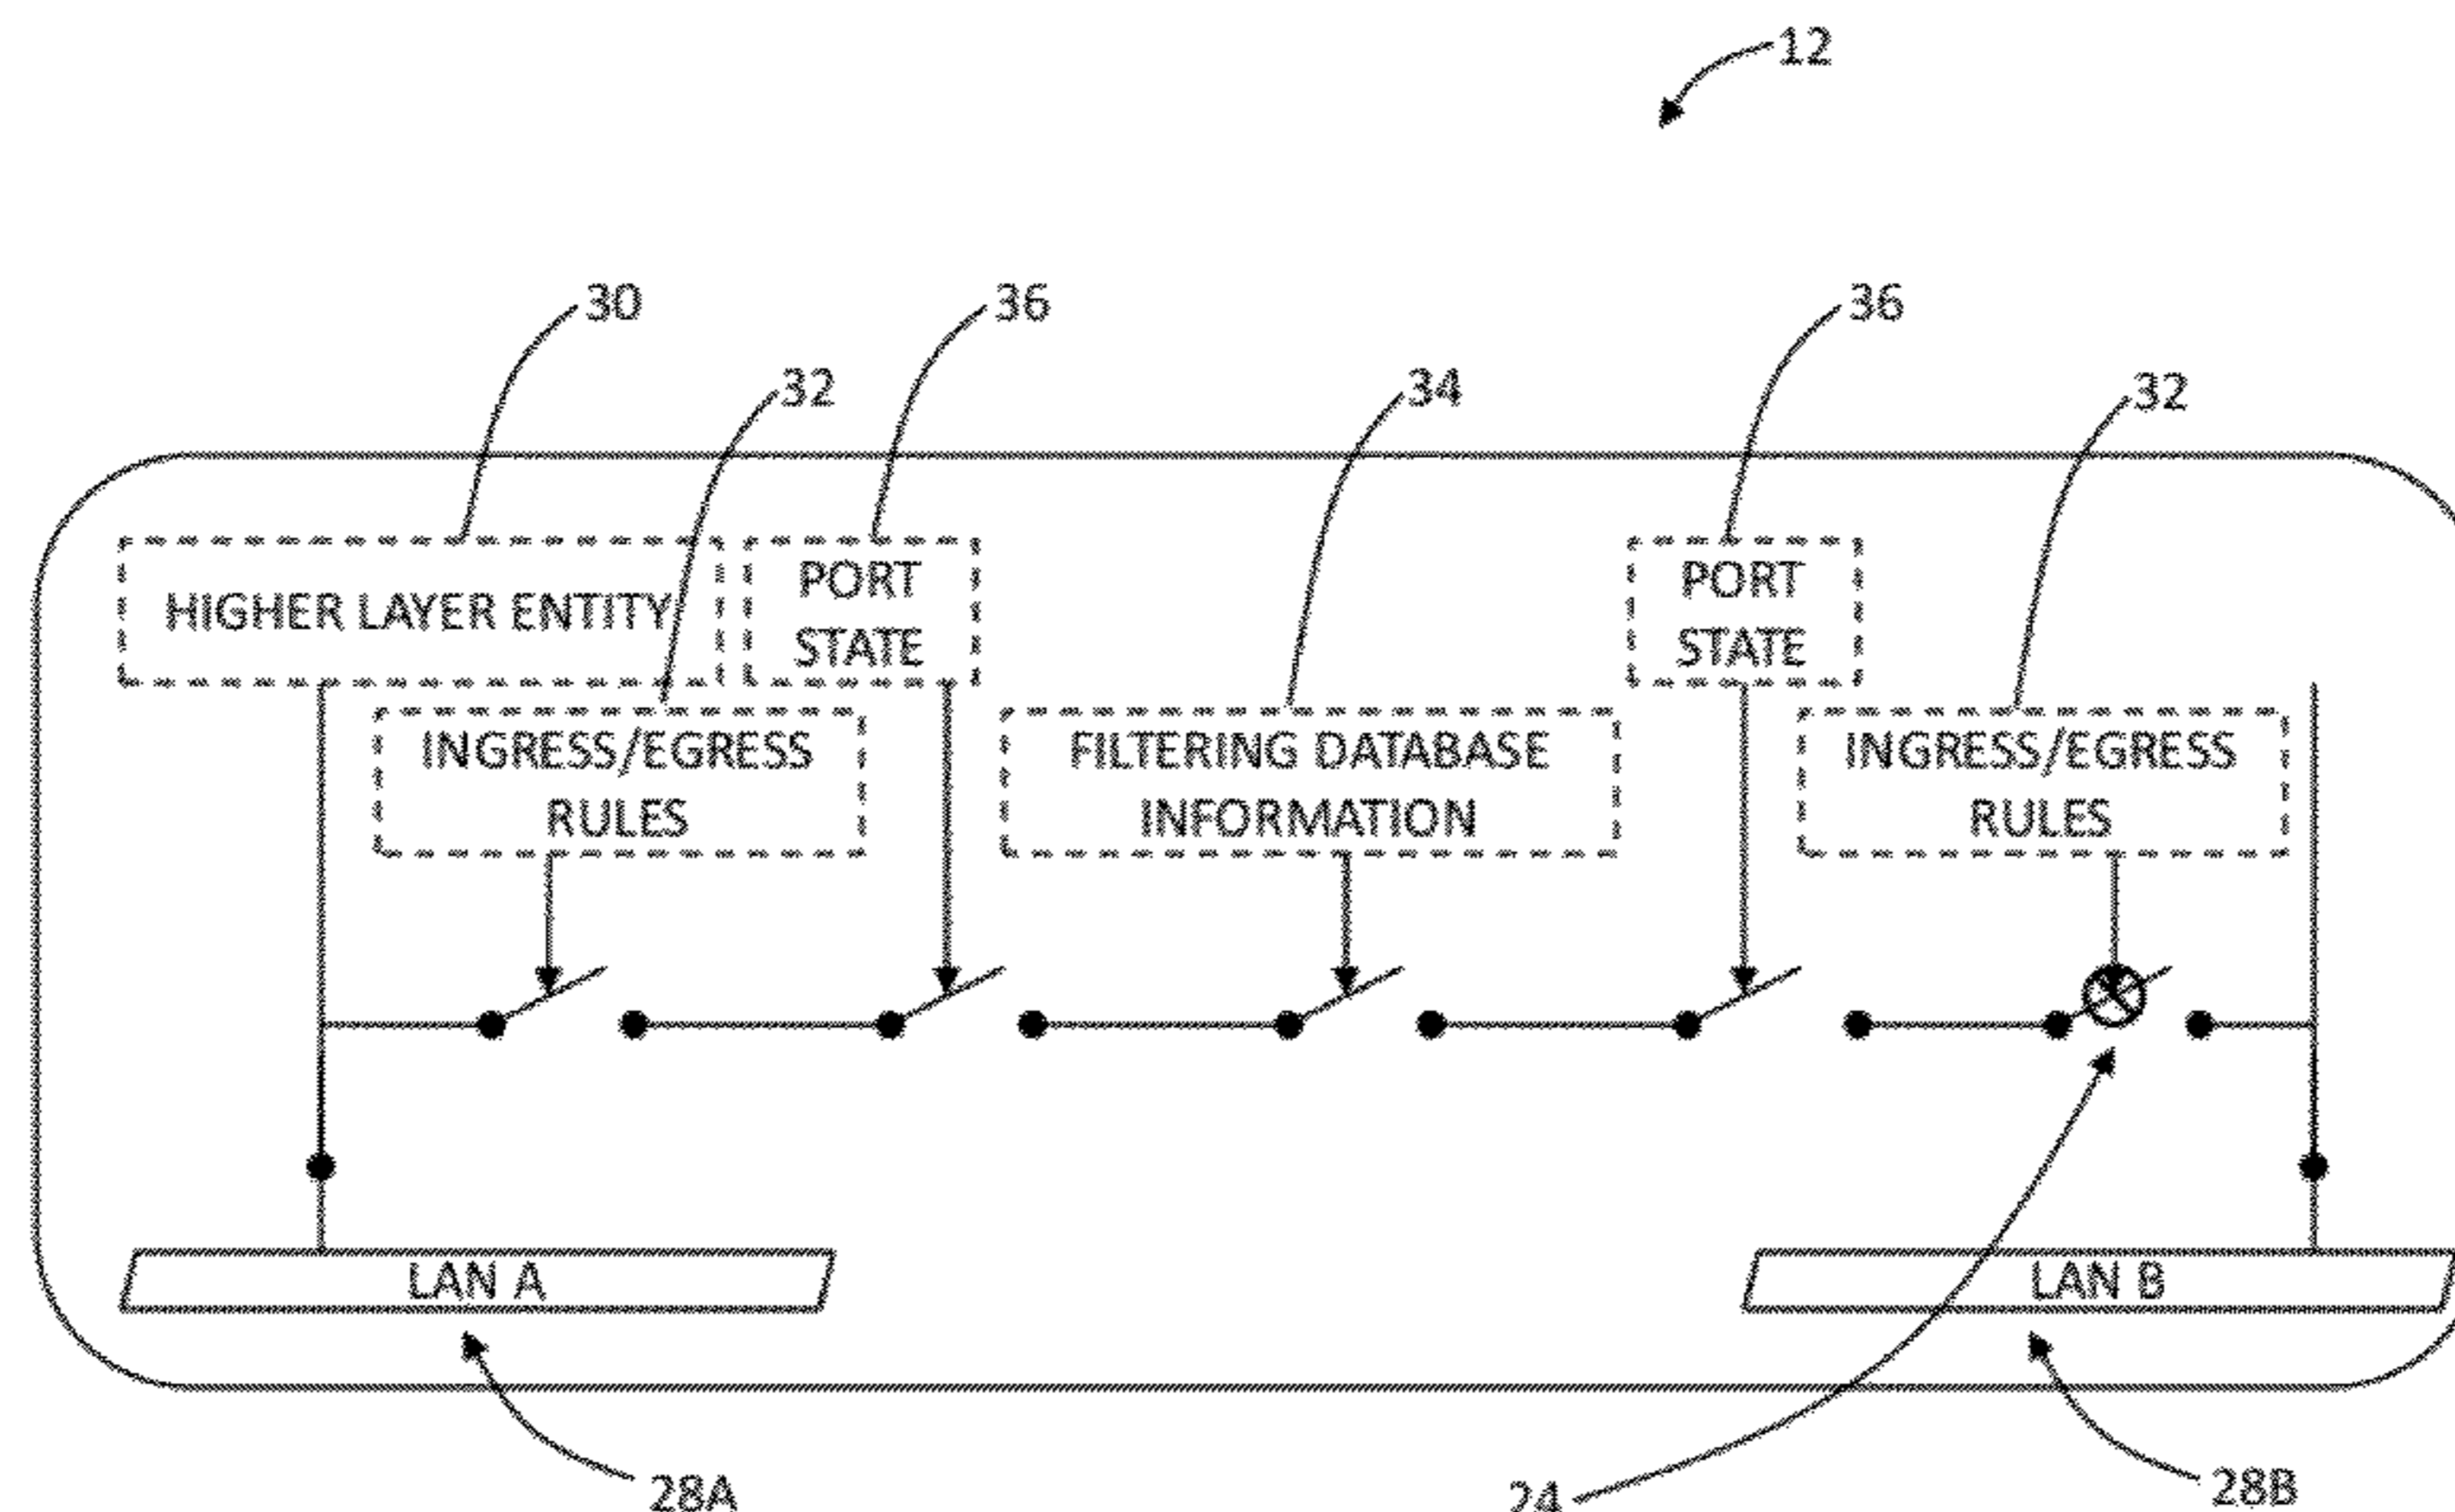 12
30
36
36
32
34
32
HIGHER LAYER ENTITY
PORT
STATE
PORT
STATE
INGRESS/EGRESS
RULES
FILTERING DATABASE
INFORMATION
INGRESS/EGRESS
RULES
LAN A
LAN B
28A
24
28B